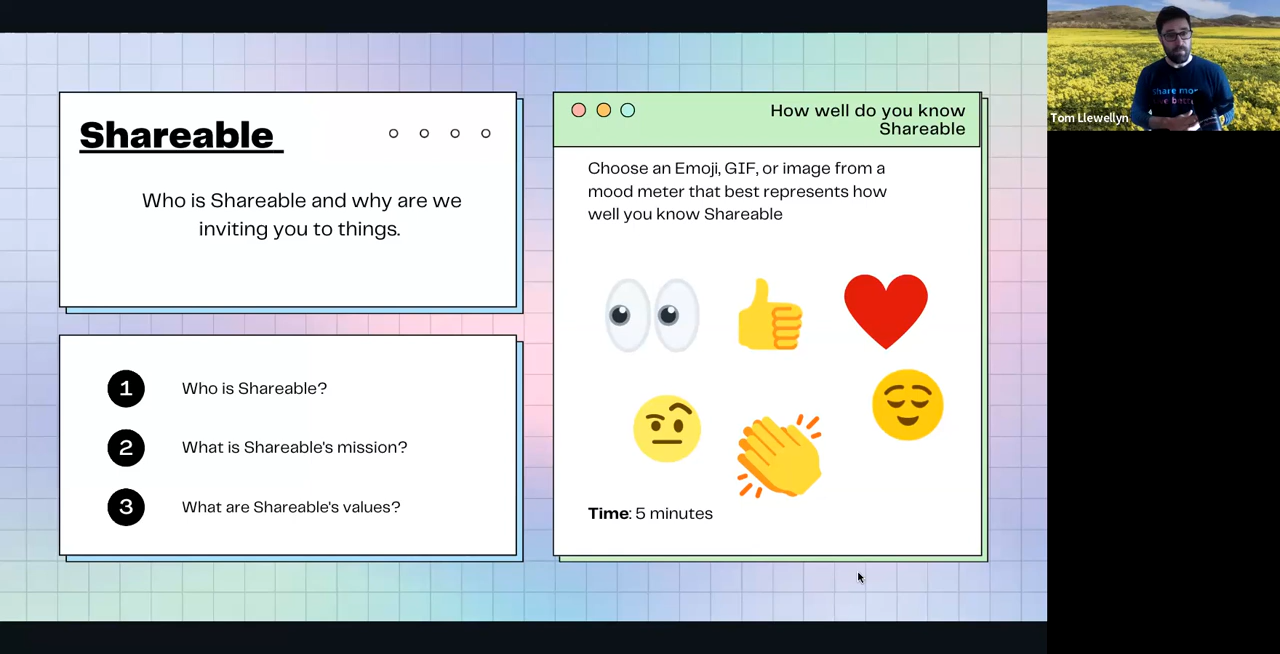 Shareable
Who is Shareable and why are we
inviting you to things.
1 Who is Shareable?
2 What is Shareable's mission?
3 What are Shareable's values?
How well do you know
Shareable
Choose an Emoji, GIF, or image from a
mood meter that best represents how
well you know Shareable
Time: 5 minutes
share more
Tom Llewellyn